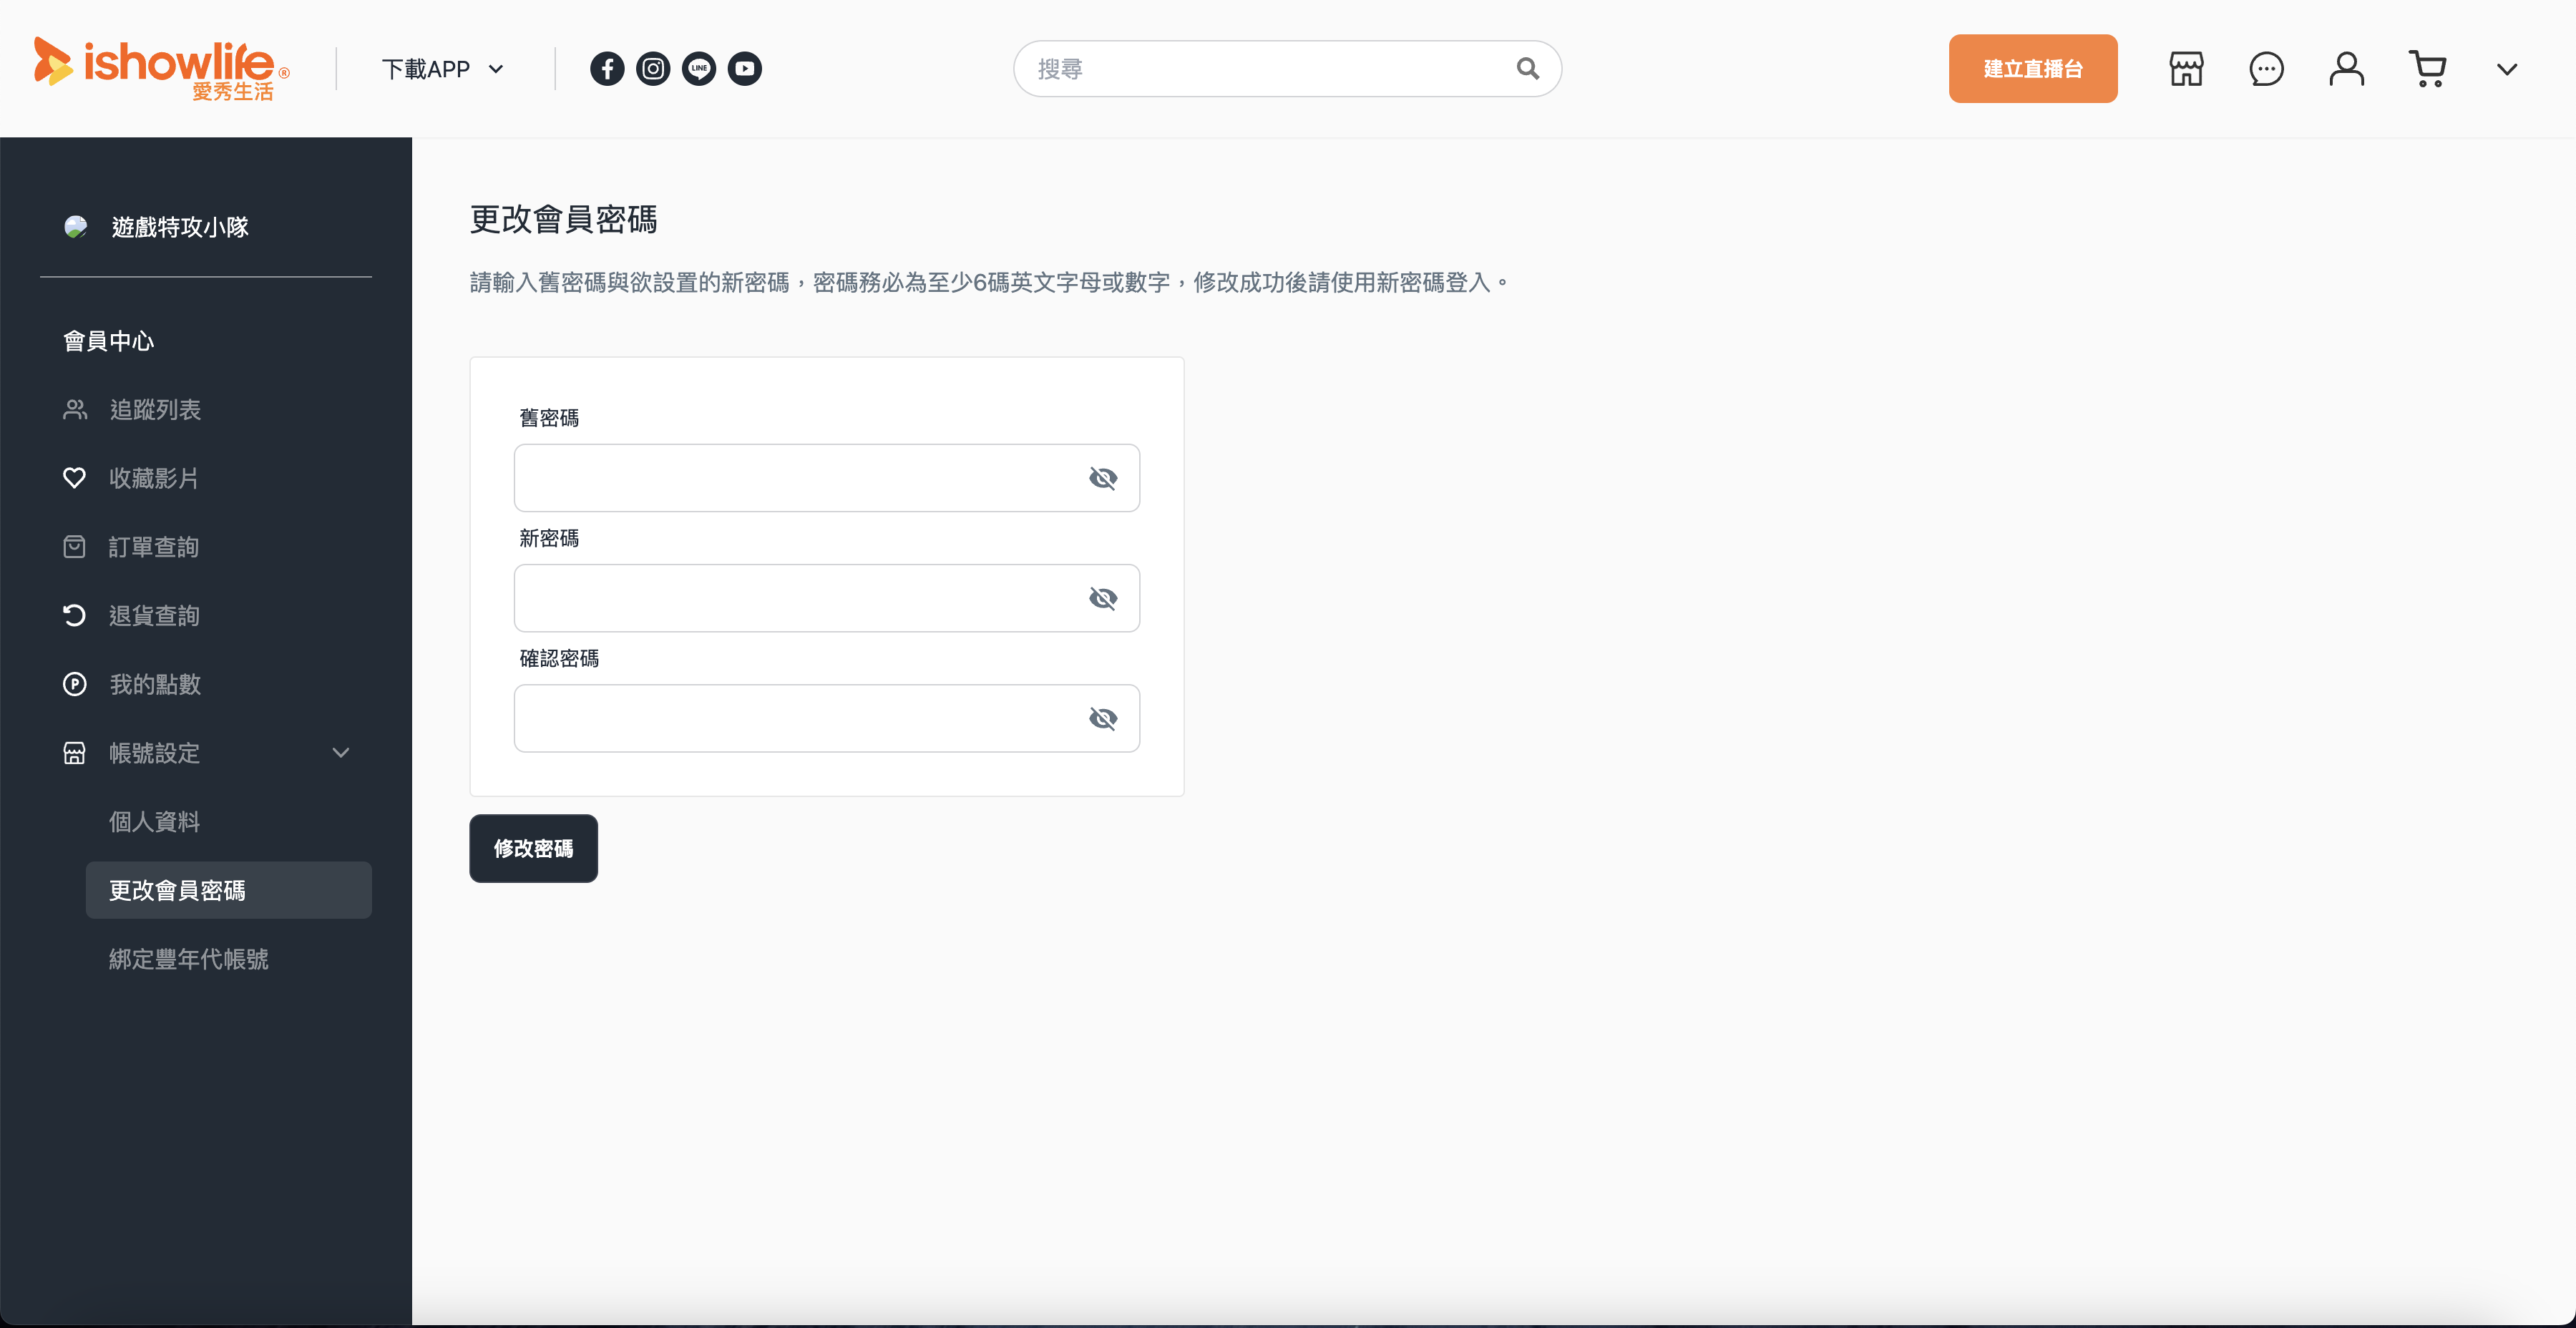 ishowlife®
愛秀生活
下載APP
LINE
搜尋
建立直播台
遊戲特攻小隊
會員中心
追蹤列表
收藏影片
訂單查詢
退貨查詢
P 我的點數
帳號設定
個人資料
更改會員密碼
綁定豐年代帳號
更改會員密碼
請輸入舊密碼與欲設置的新密碼，密碼務必為至少6碼英文字母或數字，修改成功後請使用新密碼登入。
舊密碼
新密碼
確認密碼
修改密碼